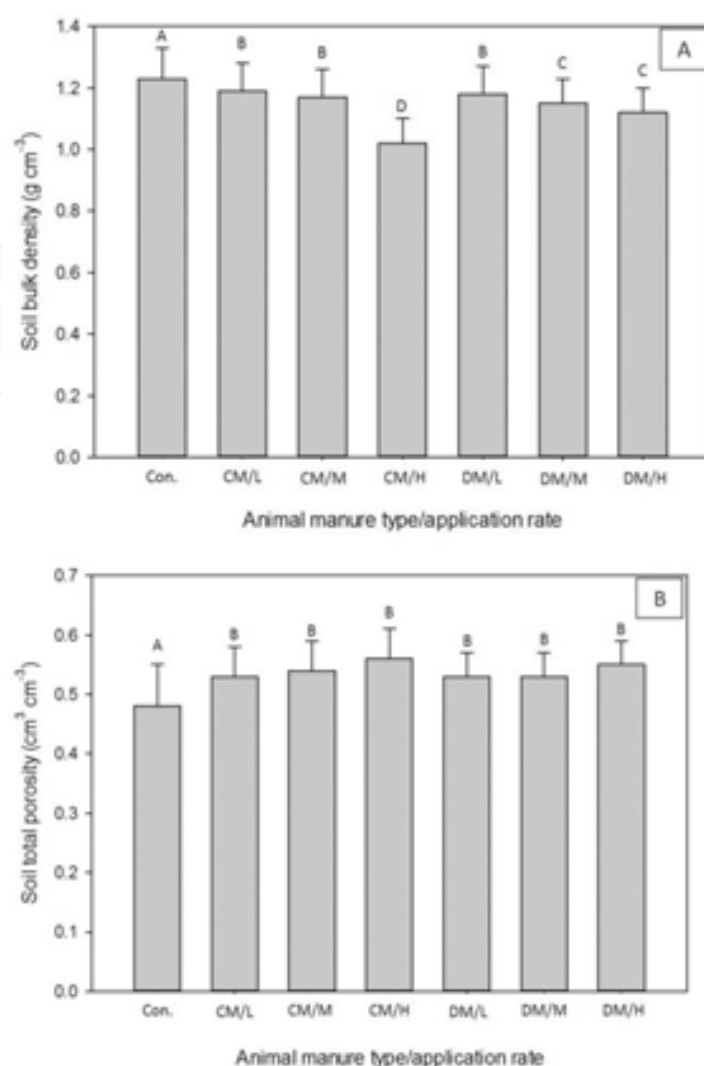 A
1.4
1.2
1.0
0.8
0.6
0.4
0.2
0.0
Soil bulk density (g cm⁻³)
A B B D B C C
Con. CM/L CM/M CM/H DM/L DM/M DM/H
Animal manure type/application rate
B
0.7
0.6
0.5
0.4
0.3
0.2
0.1
0.0
Soil total porosity (cm³ cm⁻³)
A B B B B B B
Con. CM/L CM/M CM/H DM/L DM/M DM/H
Animal manure type/application rate